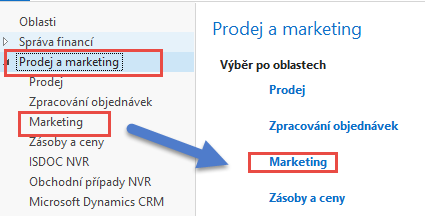 Oblasti
Správa financí
Prodej a marketing
Prodej
Zpracování objednávek
Marketing
Zásoby a ceny
ISDOC NVR
Obchodní případy NVR
Microsoft Dynamics CRM
Prodej a marketing
Výběr po oblastech
Prodej
Zpracování objednávek
Marketing
Zásoby a ceny